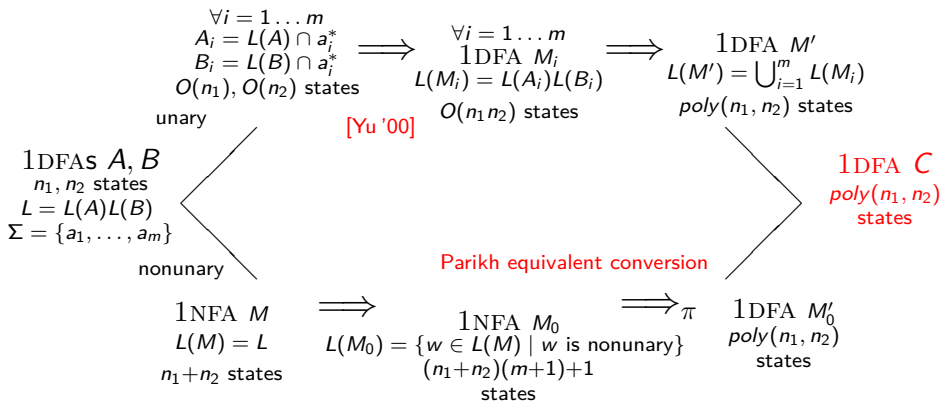 ∀i = 1 . . . m
A_i = L(A) ∩ a_i^*
B_i = L(B) ∩ a_i^*
O(n_1), O(n_2) states
unary
⟹
∀i = 1 . . . m
1DFA M_i
L(M_i) = L(A_i)L(B_i)
O(n_1n_2) states
[Yu '00]
⟹
1DFA M′
L(M′) = ⋃_{i=1}^{m} L(M_i)
poly(n_1, n_2) states
1DFAs A, B
n_1, n_2 states
L = L(A)L(B)
Σ = {a_1, . . . , a_m}
1DFA C
poly(n_1, n_2)
states
nonunary
Parikh equivalent conversion
1NFA M
L(M) = L
n_1+n_2 states
⟹
1NFA M_0
L(M_0) = {w ∈ L(M) | w is nonunary}
(n_1+n_2)(m+1)+1
states
⟹_π
1DFA M′_0
poly(n_1, n_2)
states